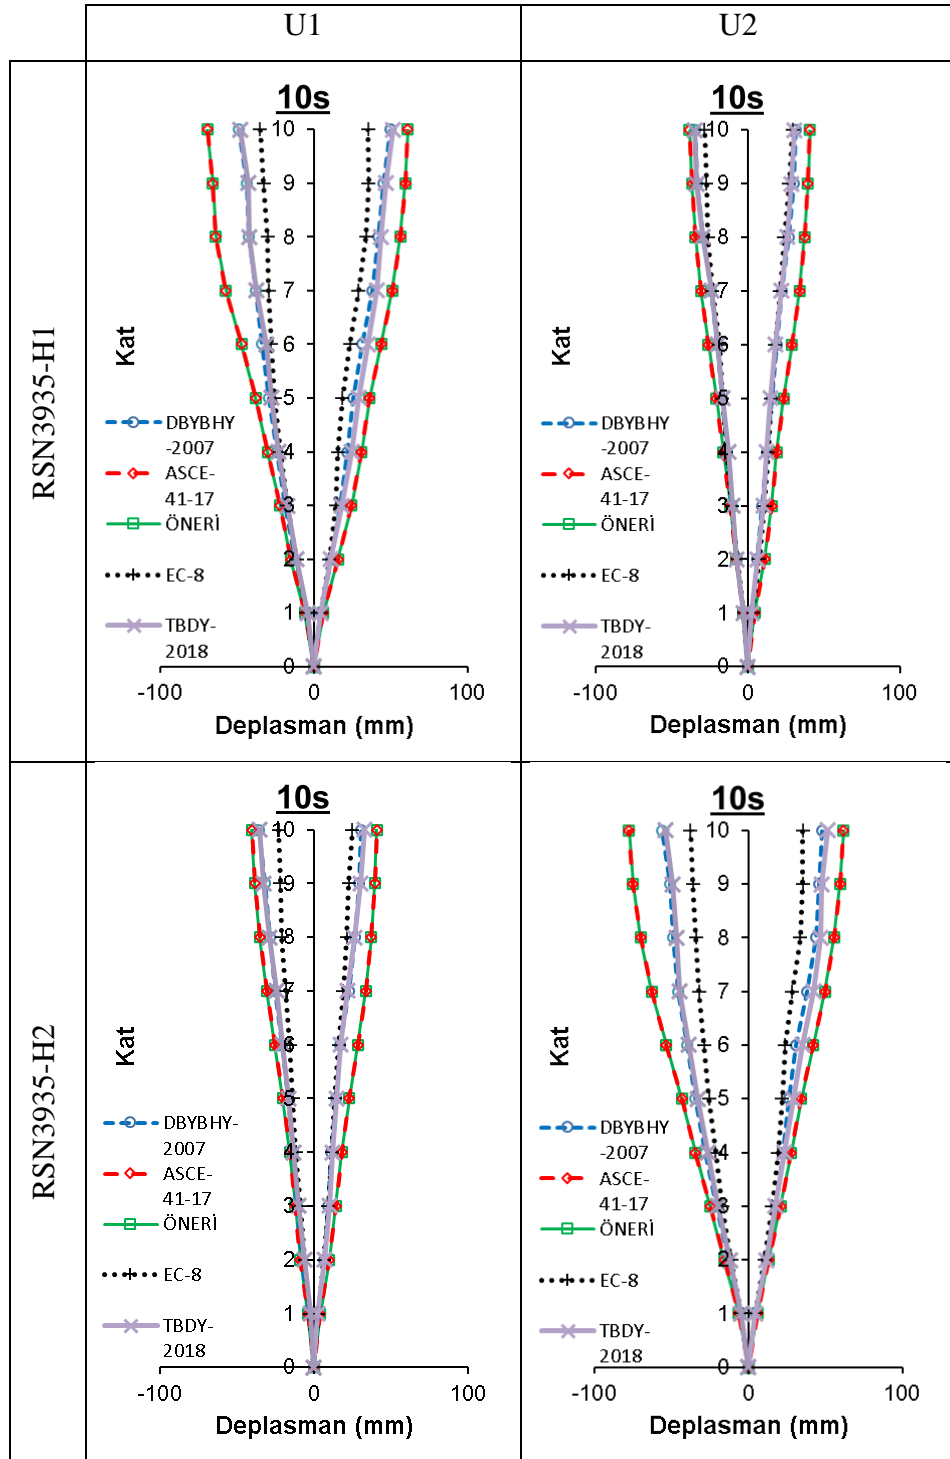 U1
U2
RSN3935-H1
10s
10
9
8
7
6
5
4
3
2
1
0
Kat
DBYBHY
-2007
ASCE-
41-17
ÖNERİ
EC-8
TBDY-
2018
-100
0
100
Deplasman (mm)
10s
10
9
8
7
6
5
4
3
2
1
0
Kat
DBYBHY
-2007
ASCE-
41-17
ÖNERİ
EC-8
TBDY-
2018
-100
0
100
Deplasman (mm)
RSN3935-H2
10s
10
9
8
7
6
5
4
3
2
1
0
Kat
DBYBHY-
2007
ASCE-
41-17
ÖNERİ
EC-8
TBDY-
2018
-100
0
100
Deplasman (mm)
10s
10
9
8
7
6
5
4
3
2
1
0
Kat
DBYBHY
-2007
ASCE-
41-17
ÖNERİ
EC-8
TBDY-
2018
-100
0
100
Deplasman (mm)